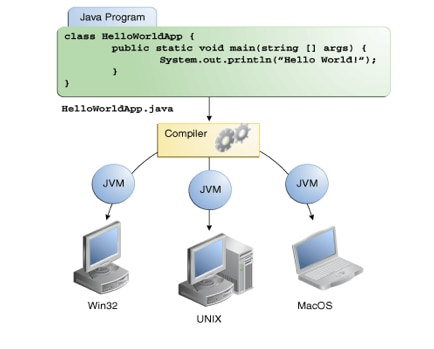 Java Program
class HelloWorldApp {
        public static void main(string [] args) {
                System.out.println("Hello World!");
        }
}
HelloWorldApp.java
Compiler
JVM
JVM
JVM
Win32
UNIX
MacOS